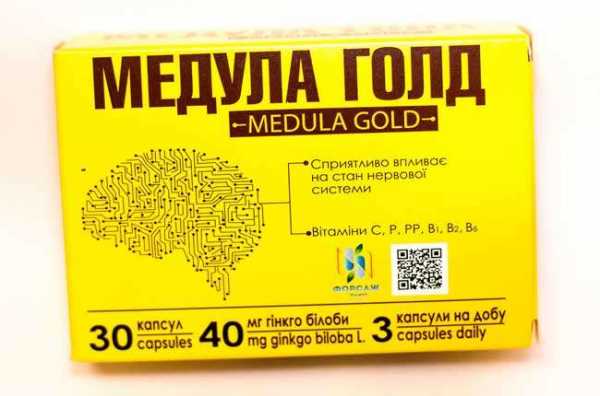 МЕДУЛА ГОЛД
MEDULA GOLD
Сприятливо впливає
на стан нервової
системи
Вітаміни С, Р, РР, В1, В2, В6
ФОРСАЖ
30 капсул
capsules
40 мг гінкго білоби
mg ginkgo biloba L.
3 капсули на добу
capsules daily